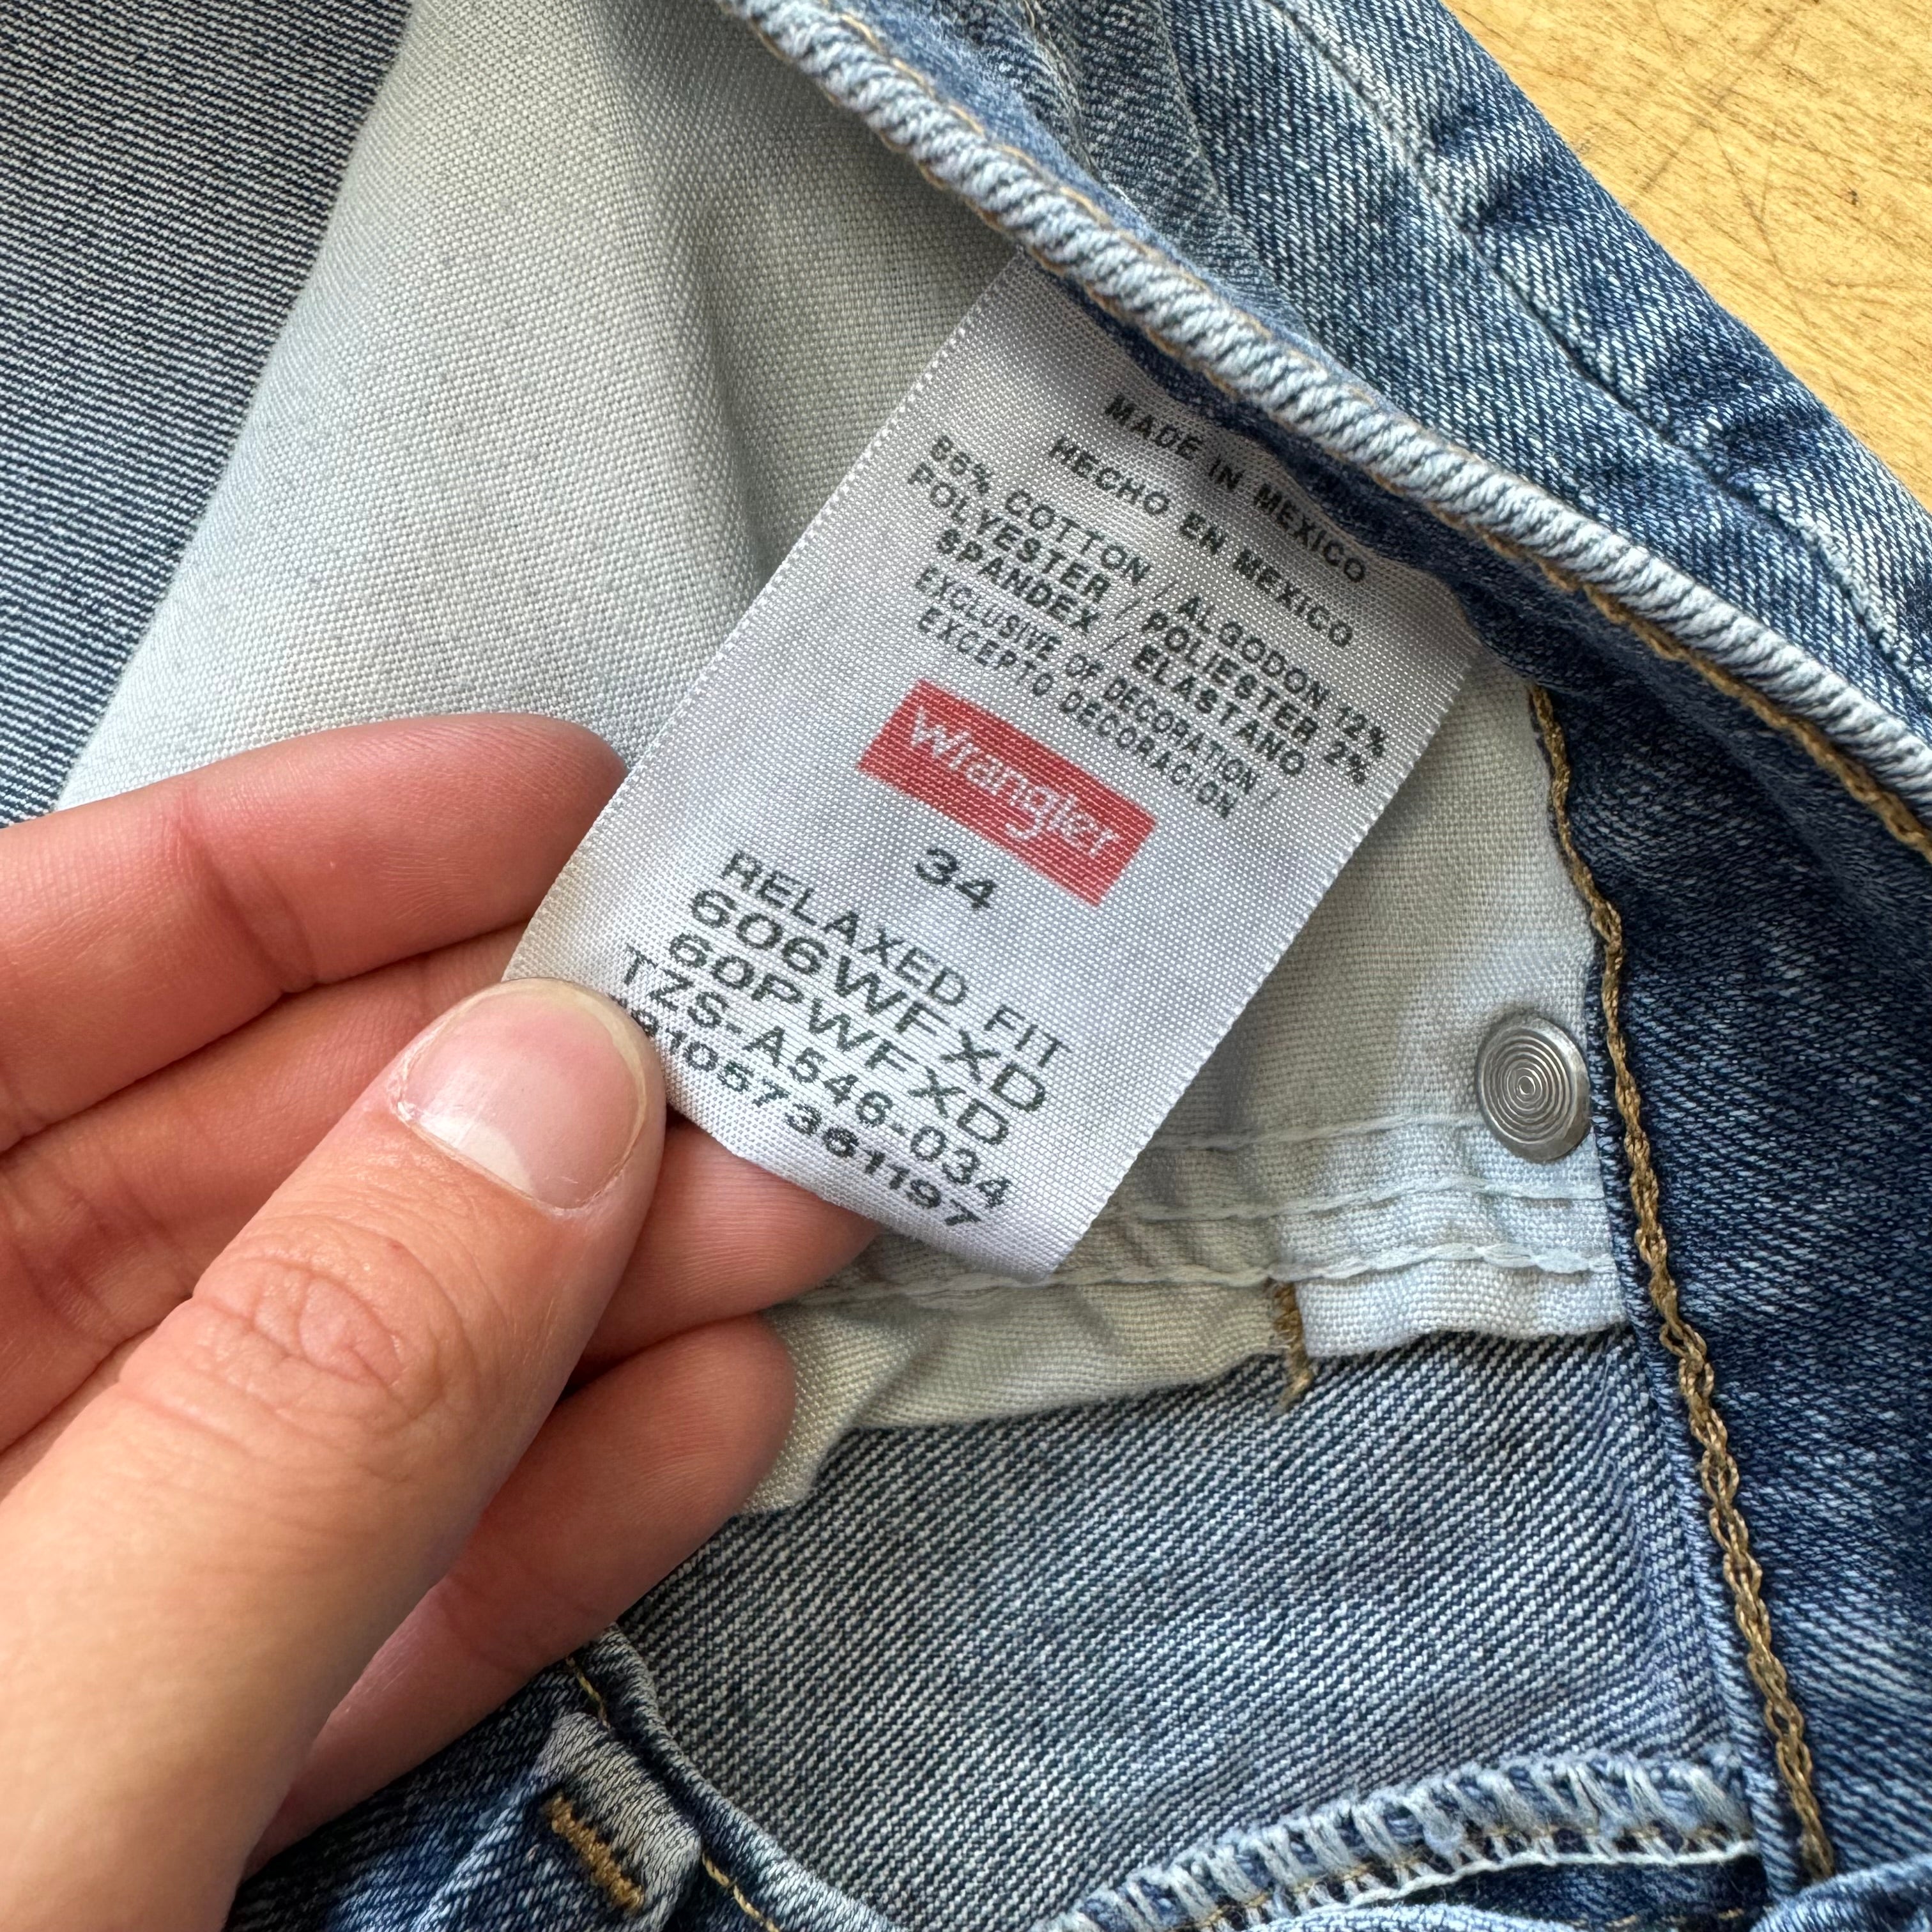 MADE IN MEXICO
HECHO EN MEXICO
86% COTTON / ALGODON 12%
POLYESTER / POLIESTER 2%
SPANDEX / ELASTANO
EXCLUSIVE OF DECORATION /
EXCEPTO DECORACION
Wrangler
34
RELAXED FIT
606WFXD
60PWFXD
TZS-A546-034